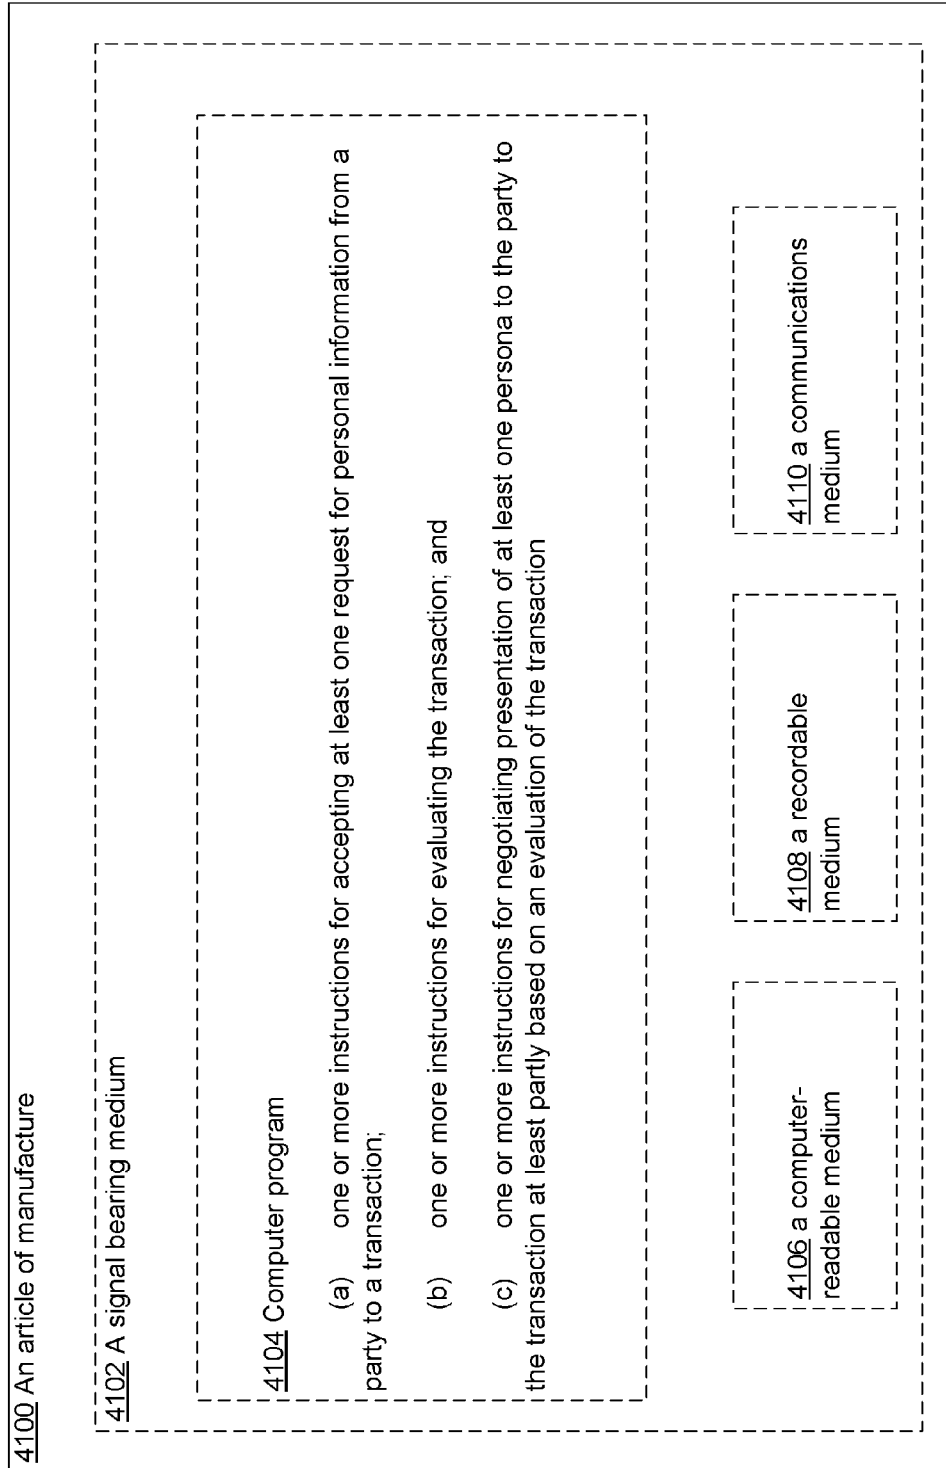 4100 An article of manufacture
4102 A signal bearing medium
4104 Computer program
(a) one or more instructions for accepting at least one request for personal information from a
party to a transaction;
(b) one or more instructions for evaluating the transaction; and
(c) one or more instructions for negotiating presentation of at least one persona to the party to
the transaction at least partly based on an evaluation of the transaction
4106 a computer-
readable medium
4108 a recordable
medium
4110 a communications
medium